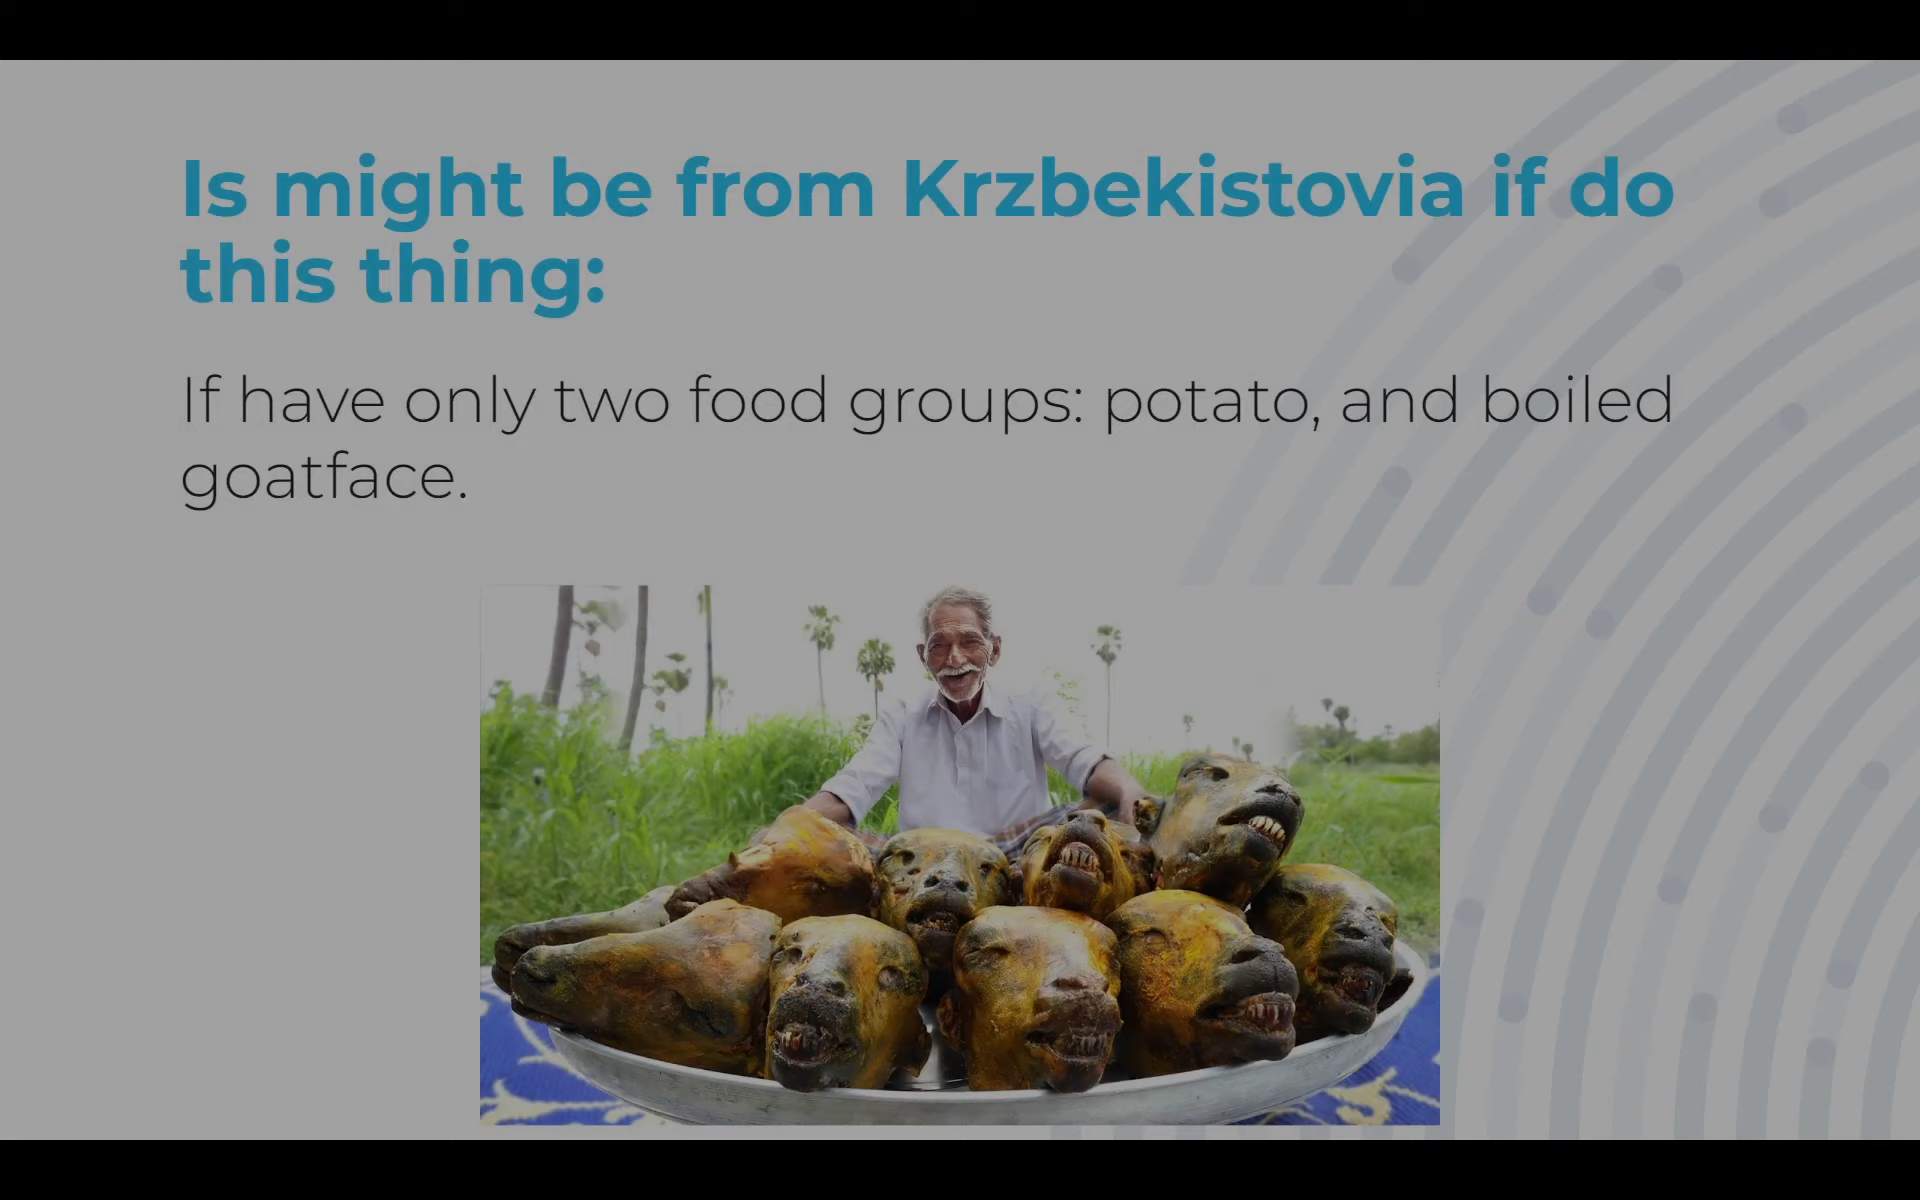 Is might be from Krzbekistovia if do
this thing:
If have only two food groups: potato, and boiled
goatface.